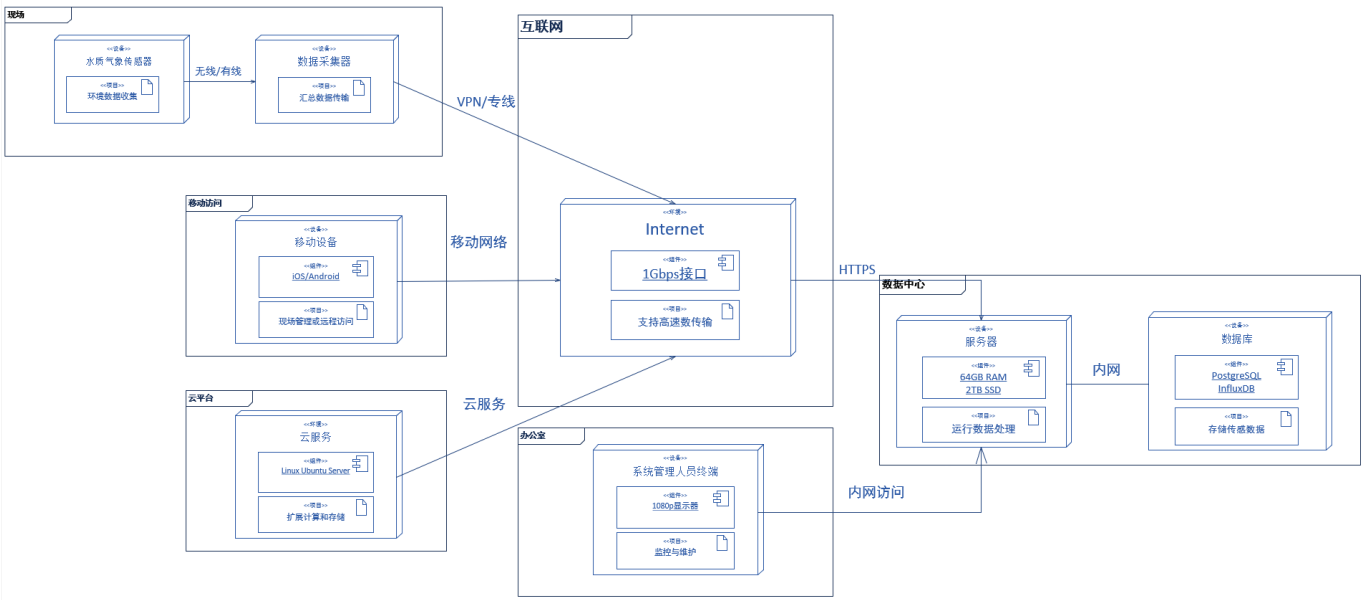 现场
<<设备>>
水质气象传感器
<<项目>>
环境数据收集
无线/有线
<<设备>>
数据采集器
<<项目>>
汇总数据传输
VPN/专线
互联网
<<环境>>
Internet
<<组件>>
1Gbps接口
<<项目>>
支持高速数传输
移动访问
<<设备>>
移动设备
<<组件>>
iOS/Android
<<项目>>
现场管理或远程访问
移动网络
云平台
<<环境>>
云服务
<<组件>>
Linux Ubuntu Server
<<项目>>
扩展计算和存储
云服务
办公室
<<设备>>
系统管理人员终端
<<组件>>
1080p显示器
<<项目>>
监控与维护
内网访问
HTTPS
数据中心
<<设备>>
服务器
<<组件>>
64GB RAM
2TB SSD
<<项目>>
运行数据处理
内网
<<设备>>
数据库
<<组件>>
PostgreSQL
InfluxDB
<<项目>>
存储传感数据